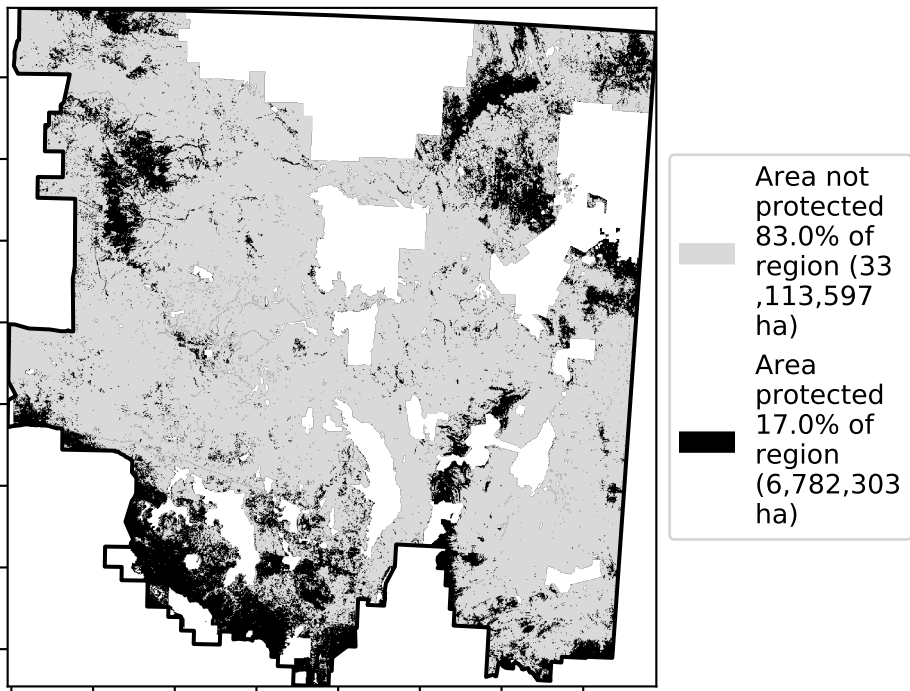 Area not
protected
83.0% of
region (33
,113,597
ha)
Area
protected
17.0% of
region
(6,782,303
ha)